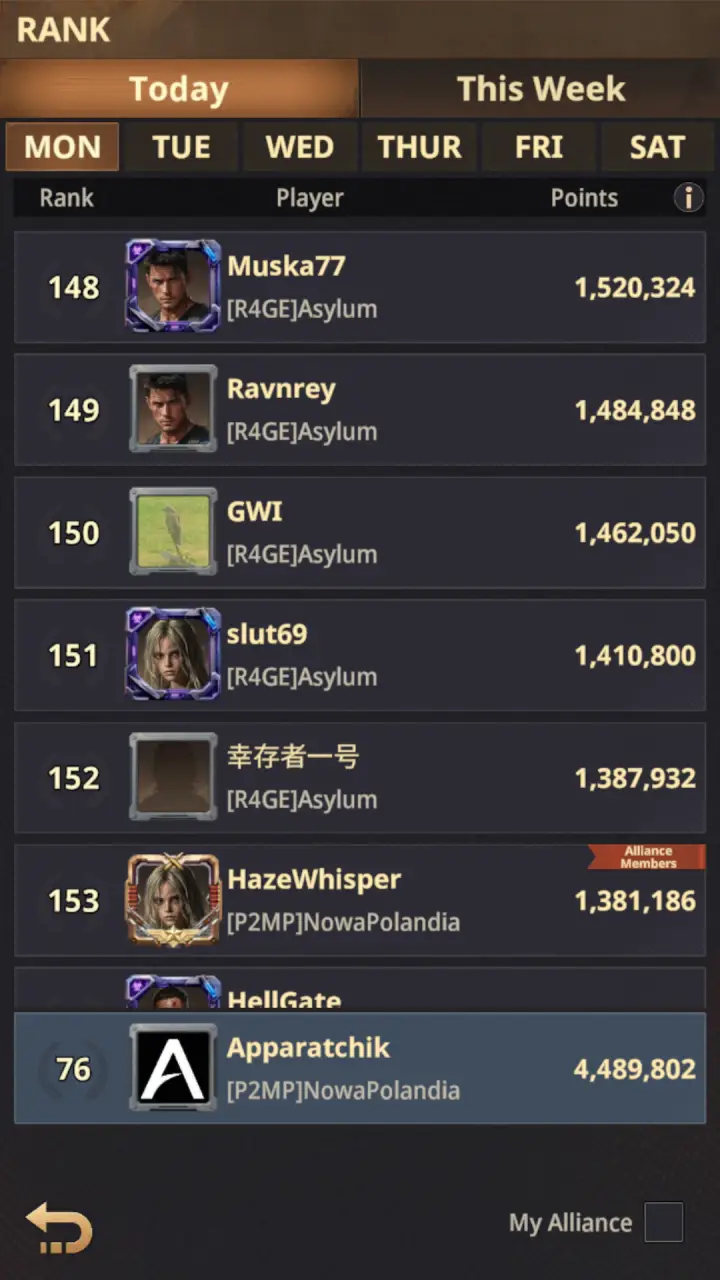 RANK
Today
This Week
MON TUE WED THUR FRI SAT
Rank Player Points i
148 Muska77 1,520,324
[R4GE]Asylum
149 Ravnrey 1,484,848
[R4GE]Asylum
150 GWI 1,462,050
[R4GE]Asylum
151 slut69 1,410,800
[R4GE]Asylum
152 幸存者一号 1,387,932
[R4GE]Asylum
Alliance
Members
153 HazeWhisper 1,381,186
[P2MP]NowaPolandia
HellGate
76 Apparatchik 4,489,802
[P2MP]NowaPolandia
My Alliance